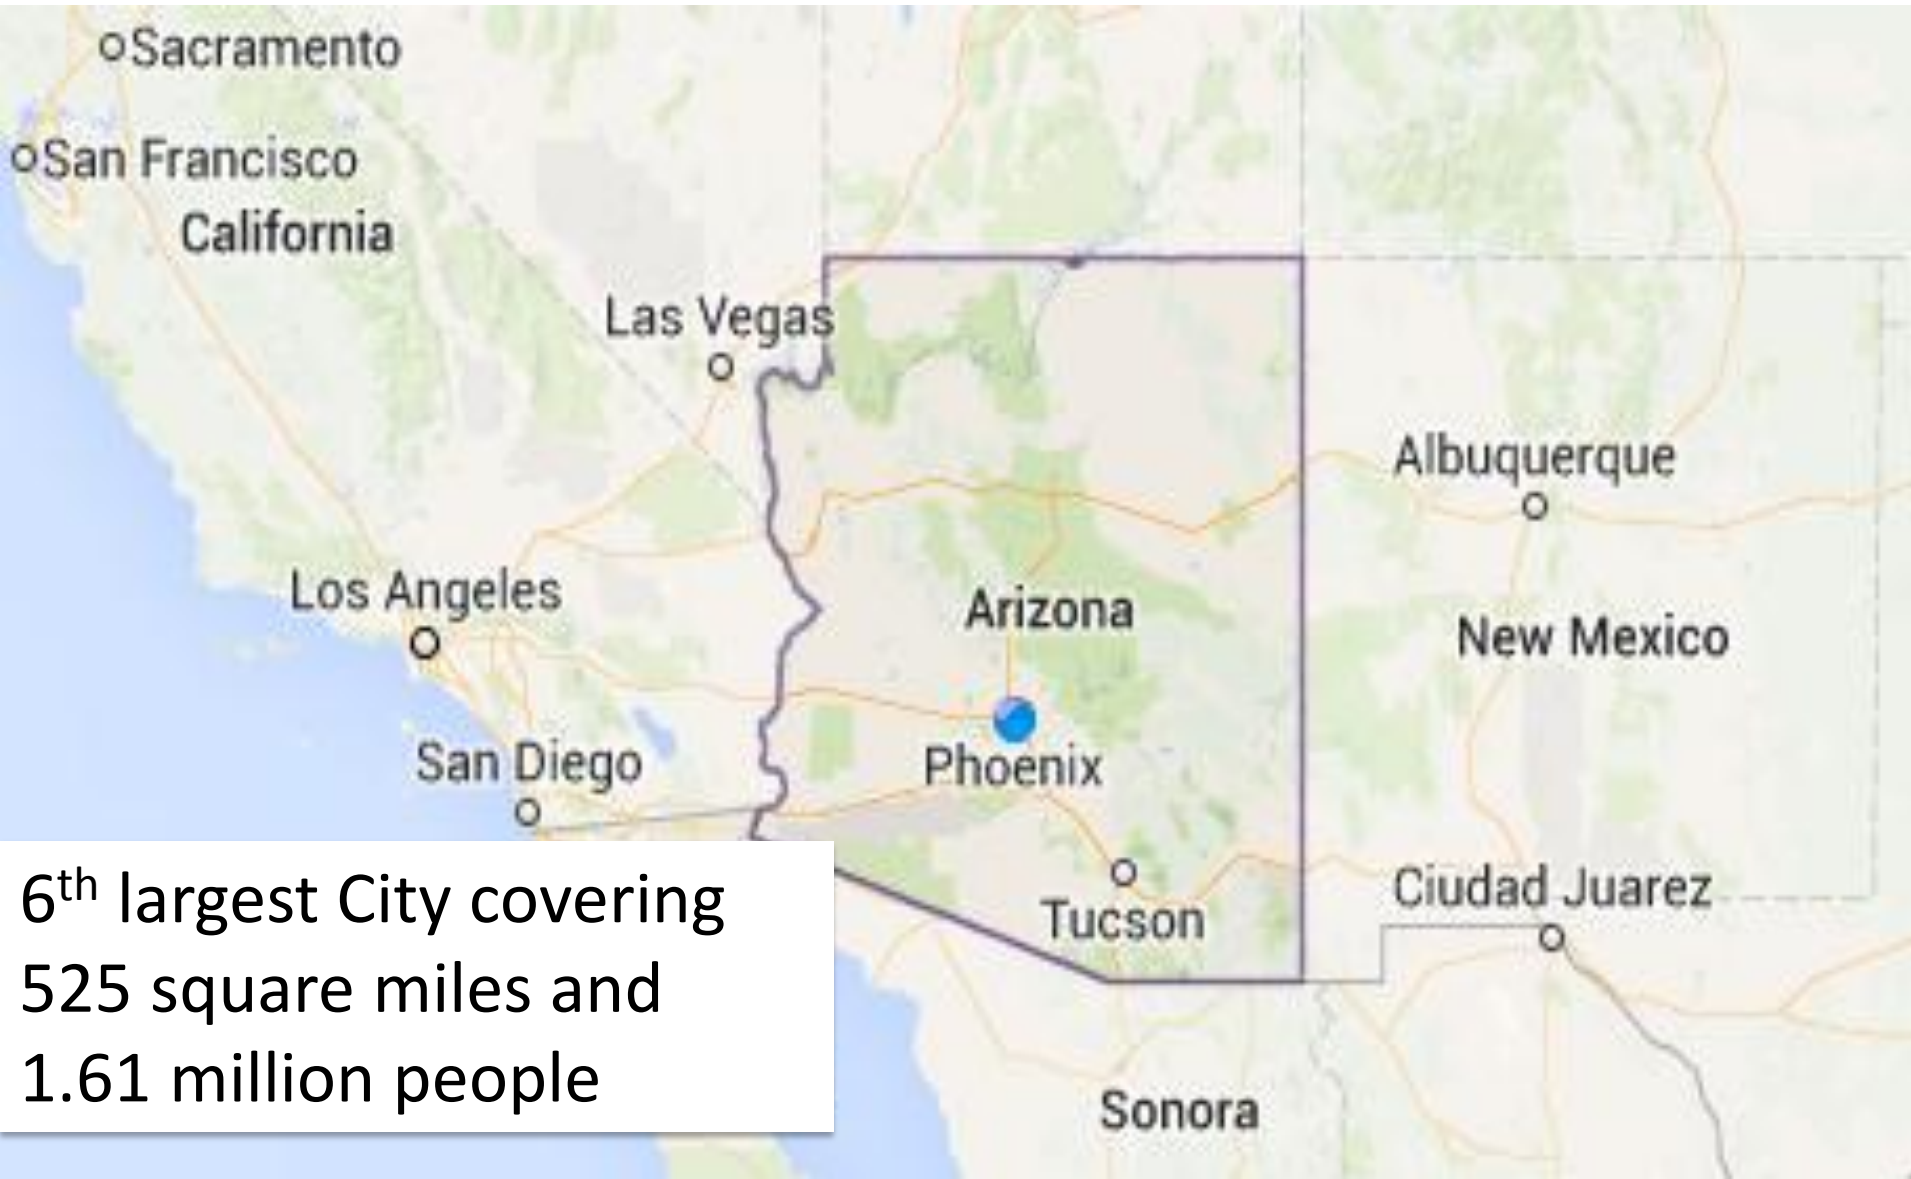 Sacramento
San Francisco
California
Las Vegas
Albuquerque
Los Angeles
Arizona
New Mexico
San Diego
Phoenix
Ciudad Juarez
Tucson
6th largest City covering
525 square miles and
1.61 million people
Sonora